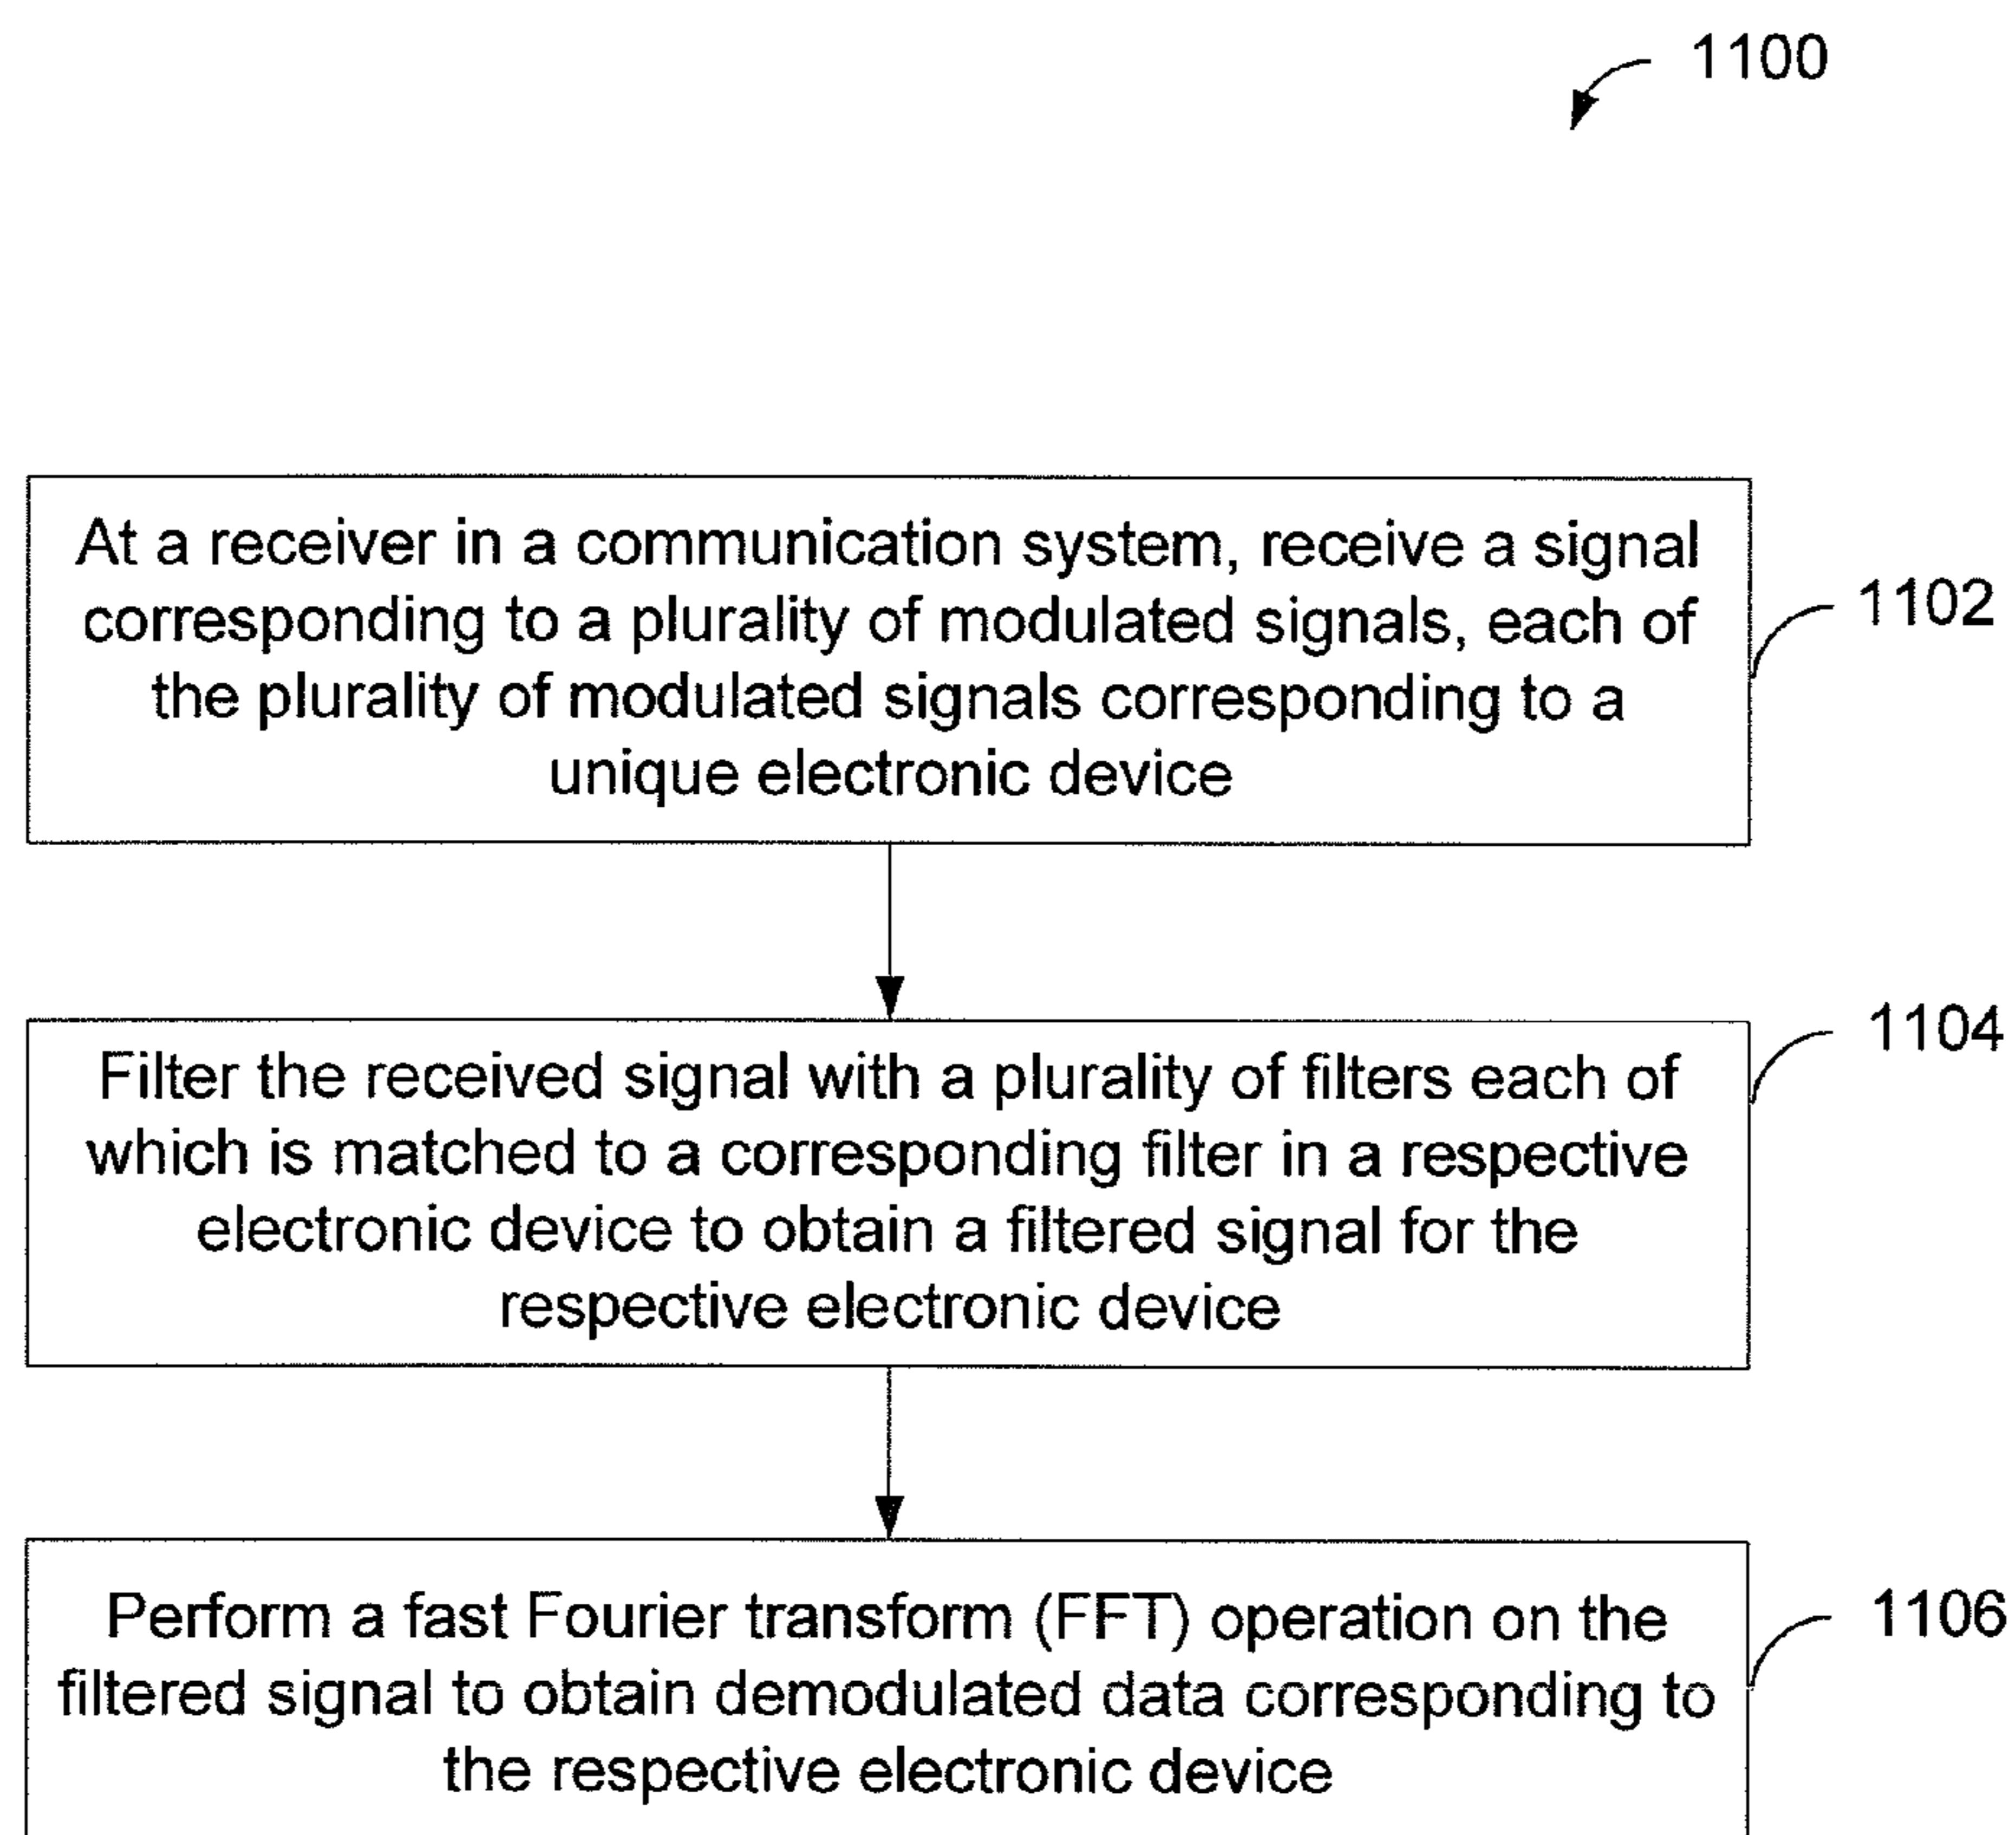 1100
At a receiver in a communication system, receive a signal
corresponding to a plurality of modulated signals, each of
the plurality of modulated signals corresponding to a
unique electronic device
1102
Filter the received signal with a plurality of filters each of
which is matched to a corresponding filter in a respective
electronic device to obtain a filtered signal for the
respective electronic device
1104
Perform a fast Fourier transform (FFT) operation on the
filtered signal to obtain demodulated data corresponding to
the respective electronic device
1106